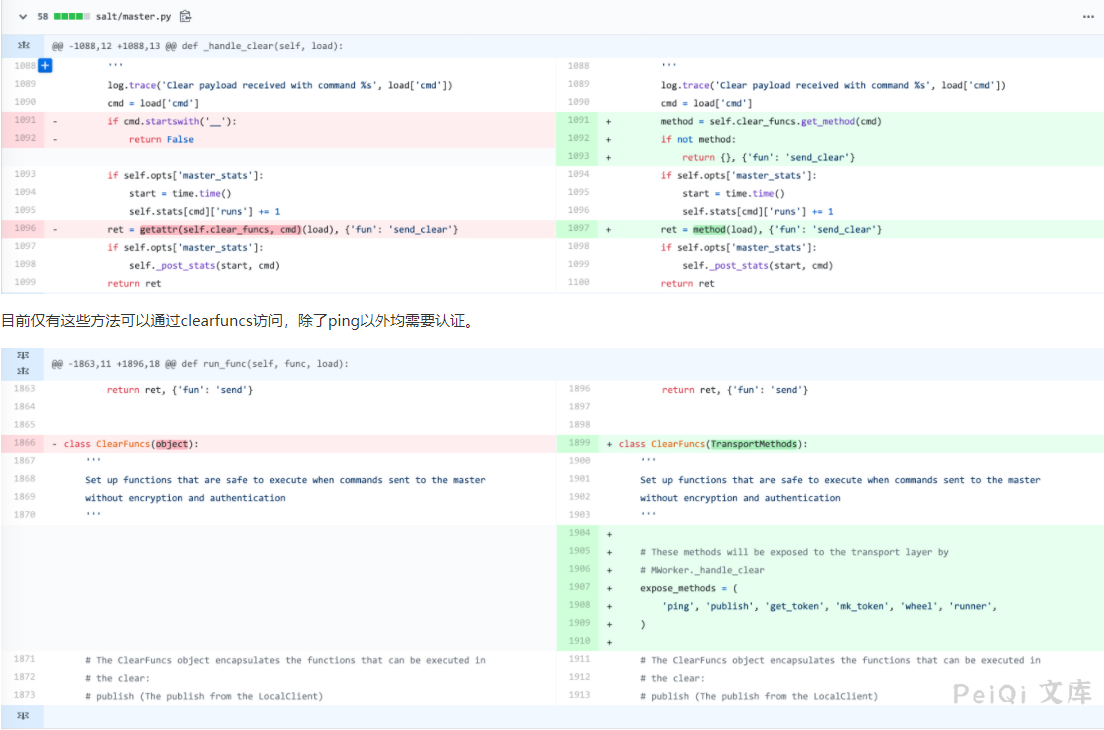 58 salt/master.py
@@ -1088,12 +1088,13 @@ def _handle_clear(self, load):
1088 ''' 1088 '''
1089 log.trace('Clear payload received with command %s', load['cmd']) 1089 log.trace('Clear payload received with command %s', load['cmd'])
1090 cmd = load['cmd'] 1090 cmd = load['cmd']
1091 - if cmd.startswith('__'): 1091 + method = self.clear_funcs.get_method(cmd)
1092 - return False 1092 + if not method:
1093 + return {}, {'fun': 'send_clear'}
1093 if self.opts['master_stats']: 1094 if self.opts['master_stats']:
1094 start = time.time() 1095 start = time.time()
1095 self.stats[cmd]['runs'] += 1 1096 self.stats[cmd]['runs'] += 1
1096 - ret = getattr(self.clear_funcs, cmd)(load), {'fun': 'send_clear'} 1097 + ret = method(load), {'fun': 'send_clear'}
1097 if self.opts['master_stats']: 1098 if self.opts['master_stats']:
1098 self._post_stats(start, cmd) 1099 self._post_stats(start, cmd)
1099 return ret 1100 return ret
目前仅有这些方法可以通过clearfuncs访问，除了ping以外均需要认证。
@@ -1863,11 +1896,18 @@ def run_func(self, func, load):
1863 return ret, {'fun': 'send'} 1896 return ret, {'fun': 'send'}
1864 1897
1865 1898
1866 - class ClearFuncs(object): 1899 + class ClearFuncs(TransportMethods):
1867 ''' 1900 '''
1868 Set up functions that are safe to execute when commands sent to the master 1901 Set up functions that are safe to execute when commands sent to the master
1869 without encryption and authentication 1902 without encryption and authentication
1870 ''' 1903 '''
1904 +
1905 + # These methods will be exposed to the transport layer by
1906 + # MWorker._handle_clear
1907 + expose_methods = (
1908 + 'ping', 'publish', 'get_token', 'mk_token', 'wheel', 'runner',
1909 + )
1910 +
1871 # The ClearFuncs object encapsulates the functions that can be executed in 1911 # The ClearFuncs object encapsulates the functions that can be executed in
1872 # the clear: 1912 # the clear:
1873 # publish (The publish from the LocalClient) 1913 # publish (The publish from the LocalClient)
PeiQi 文库